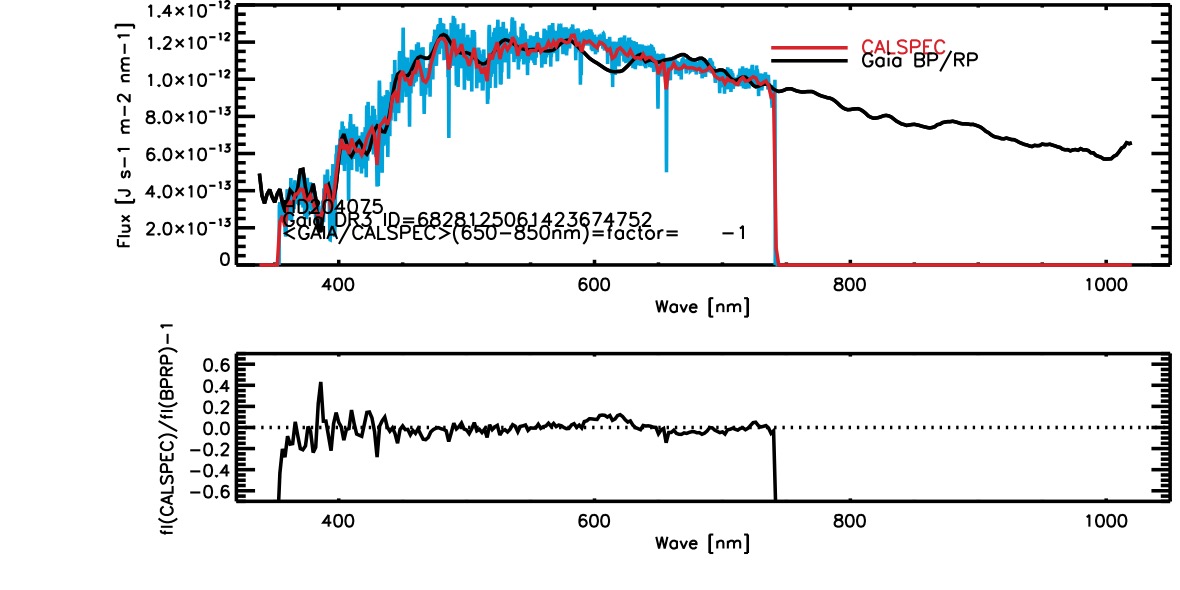 1.4×10−12
1.2×10−12
1.0×10−12
8.0×10−13
6.0×10−13
4.0×10−13
2.0×10−13
0
Flux [J s−1 m−2 nm−1]
CALSPEC
Gaia BP/RP
HD204075
Gaia DR3 ID=6828125061423674752
<GAIA/CALSPEC>(650−850nm)=factor= −1
400 600 800 1000
Wave [nm]
0.6
0.4
0.2
0.0
−0.2
−0.4
−0.6
fl(CALSPEC)/fl(BPRP)−1
400 600 800 1000
Wave [nm]